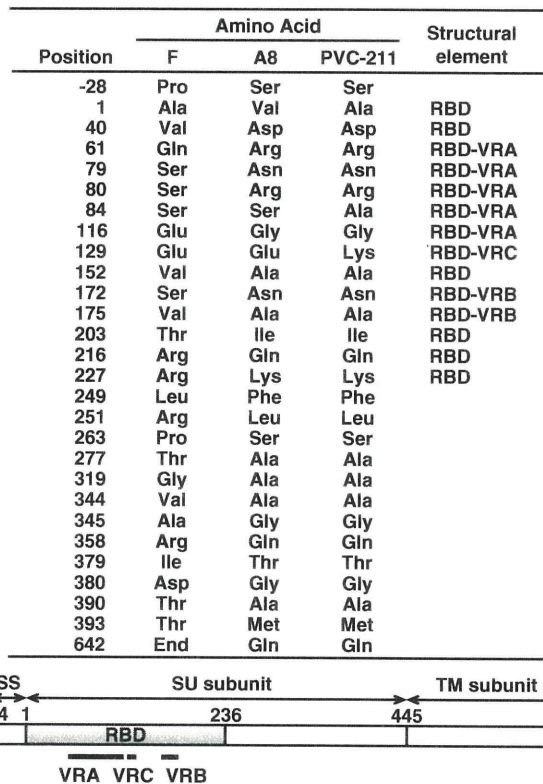 Amino Acid
Structural
Position F A8 PVC-211 element
-28 Pro Ser Ser
1 Ala Val Ala RBD
40 Val Asp Asp RBD
61 Gln Arg Arg RBD-VRA
79 Ser Asn Asn RBD-VRA
80 Ser Arg Arg RBD-VRA
84 Ser Ser Ala RBD-VRA
116 Glu Gly Gly RBD-VRA
129 Glu Glu Lys RBD-VRC
152 Val Ala Ala RBD
172 Ser Asn Asn RBD-VRB
175 Val Ala Ala RBD-VRB
203 Thr Ile Ile RBD
216 Arg Gln Gln RBD
227 Arg Lys Lys RBD
249 Leu Phe Phe
251 Arg Leu Leu
263 Pro Ser Ser
277 Thr Ala Ala
319 Gly Ala Ala
344 Val Ala Ala
345 Ala Gly Gly
358 Arg Gln Gln
379 Ile Thr Thr
380 Asp Gly Gly
390 Thr Ala Ala
393 Thr Met Met
642 End Gln Gln
SS SU subunit TM subunit
4 1 236 445
RBD
VRA VRC VRB